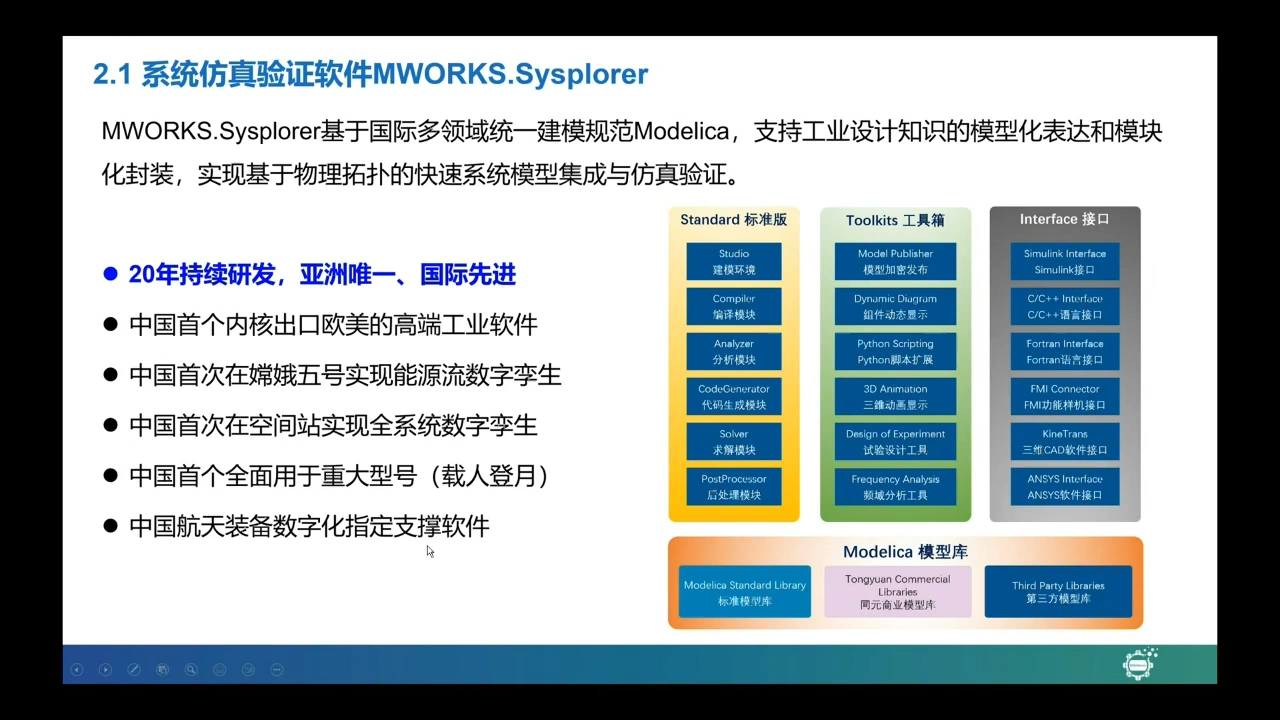 2.1 系统仿真验证软件MWORKS.Sysplorer
MWORKS.Sysplorer基于国际多领域统一建模规范Modelica，支持工业设计知识的模型化表达和模块
化封装，实现基于物理拓扑的快速系统模型集成与仿真验证。
● 20年持续研发，亚洲唯一、国际先进
● 中国首个内核出口欧美的高端工业软件
● 中国首次在嫦娥五号实现能源流数字孪生
● 中国首次在空间站实现全系统数字孪生
● 中国首个全面用于重大型号（载人登月）
● 中国航天装备数字化指定支撑软件
Standard 标准版
Studio
建模环境
Compiler
编译模块
Analyzer
分析模块
CodeGenerator
代码生成模块
Solver
求解模块
PostProcessor
后处理模块
Toolkits 工具箱
Model Publisher
模型加密发布
Dynamic Diagram
组件动态显示
Python Scripting
Python脚本扩展
3D Animation
三维动画显示
Design of Experiment
试验设计工具
Frequency Analysis
频域分析工具
Interface 接口
Simulink Interface
Simulink接口
C/C++ Interface
C/C++语言接口
Fortran Interface
Fortran语言接口
FMI Connector
FMI功能样机接口
KineTrans
三维CAD软件接口
ANSYS Interface
ANSYS软件接口
Modelica 模型库
Modelica Standard Library
标准模型库
Tongyuan Commercial
Libraries
同元商业模型库
Third Party Libraries
第三方模型库